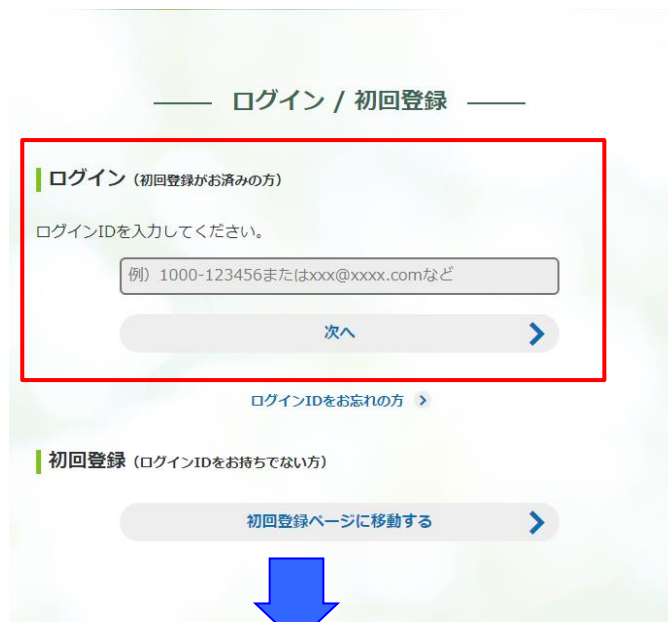 ログイン / 初回登録
ログイン（初回登録がお済みの方）
ログインIDを入力してください。
例）1000-123456またはxxx@xxxx.comなど
次へ
ログインIDをお忘れの方
初回登録（ログインIDをお持ちでない方）
初回登録ページに移動する